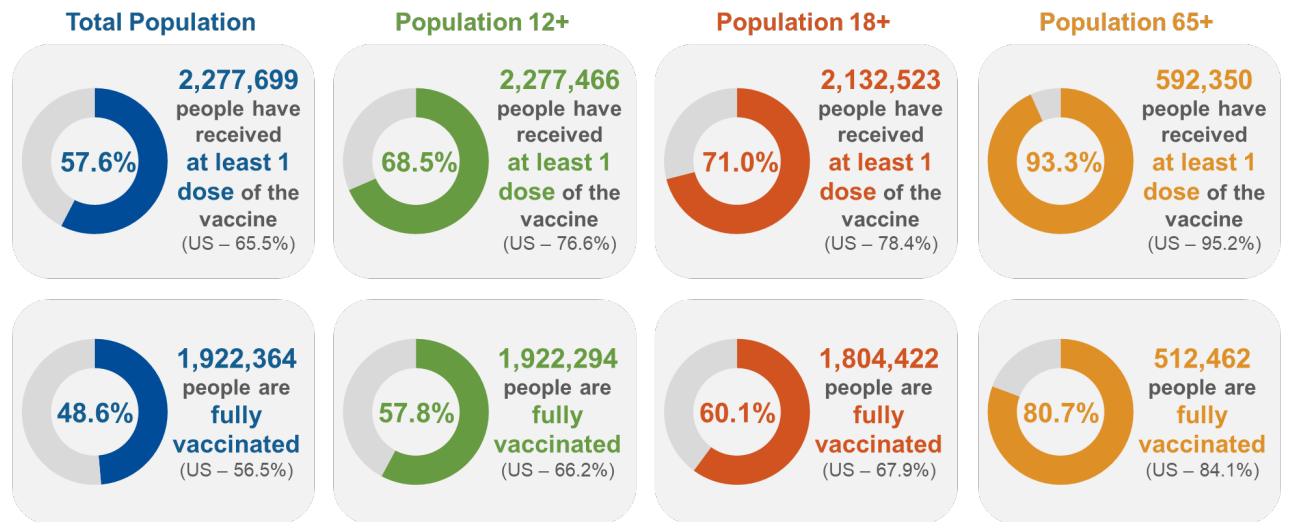 Total Population
57.6%
2,277,699
people have
received
at least 1
dose of the
vaccine
(US – 65.5%)
48.6%
1,922,364
people are
fully
vaccinated
(US – 56.5%)
Population 12+
68.5%
2,277,466
people have
received
at least 1
dose of the
vaccine
(US – 76.6%)
57.8%
1,922,294
people are
fully
vaccinated
(US – 66.2%)
Population 18+
71.0%
2,132,523
people have
received
at least 1
dose of the
vaccine
(US – 78.4%)
60.1%
1,804,422
people are
fully
vaccinated
(US – 67.9%)
Population 65+
93.3%
592,350
people have
received
at least 1
dose of the
vaccine
(US – 95.2%)
80.7%
512,462
people are
fully
vaccinated
(US – 84.1%)